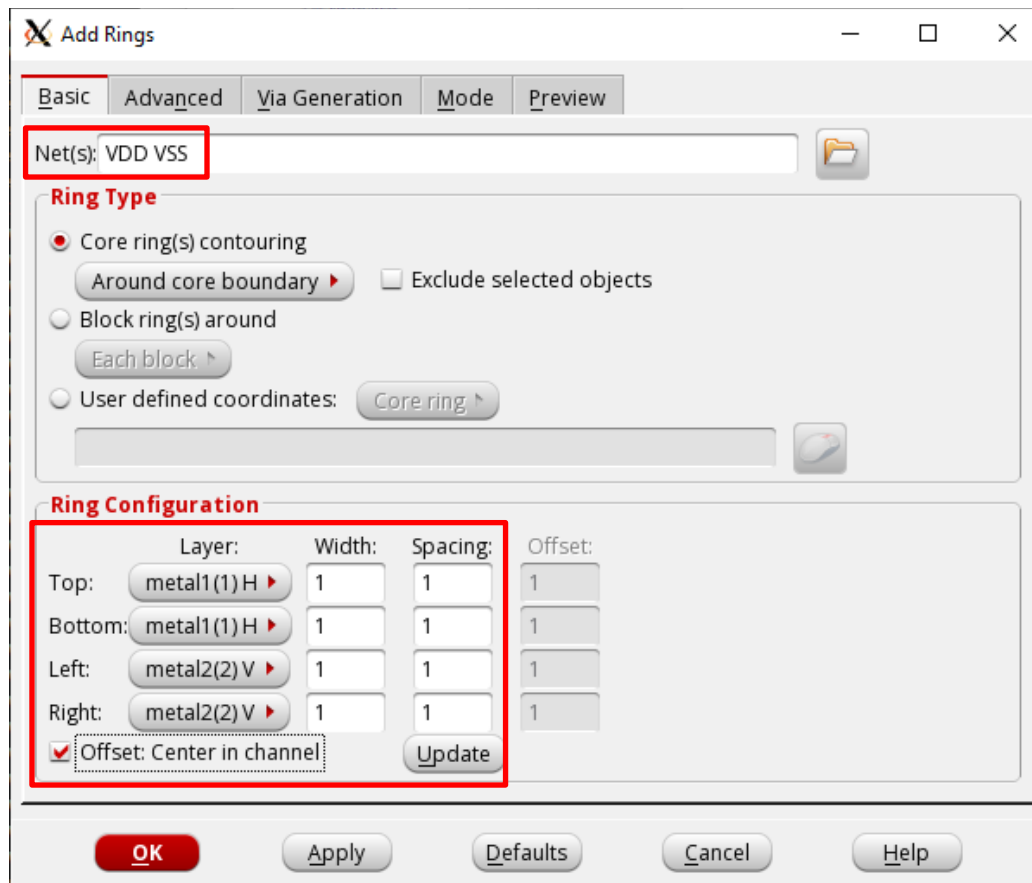 Add Rings
Basic Advanced Via Generation Mode Preview
Net(s): VDD VSS
Ring Type
Core ring(s) contouring
Around core boundary Exclude selected objects
Block ring(s) around
Each block
User defined coordinates: Core ring
Ring Configuration
Layer: Width: Spacing: Offset:
Top: metal1(1) H 1 1 1
Bottom: metal1(1) H 1 1 1
Left: metal2(2) V 1 1 1
Right: metal2(2) V 1 1 1
Offset: Center in channel Update
OK Apply Defaults Cancel Help